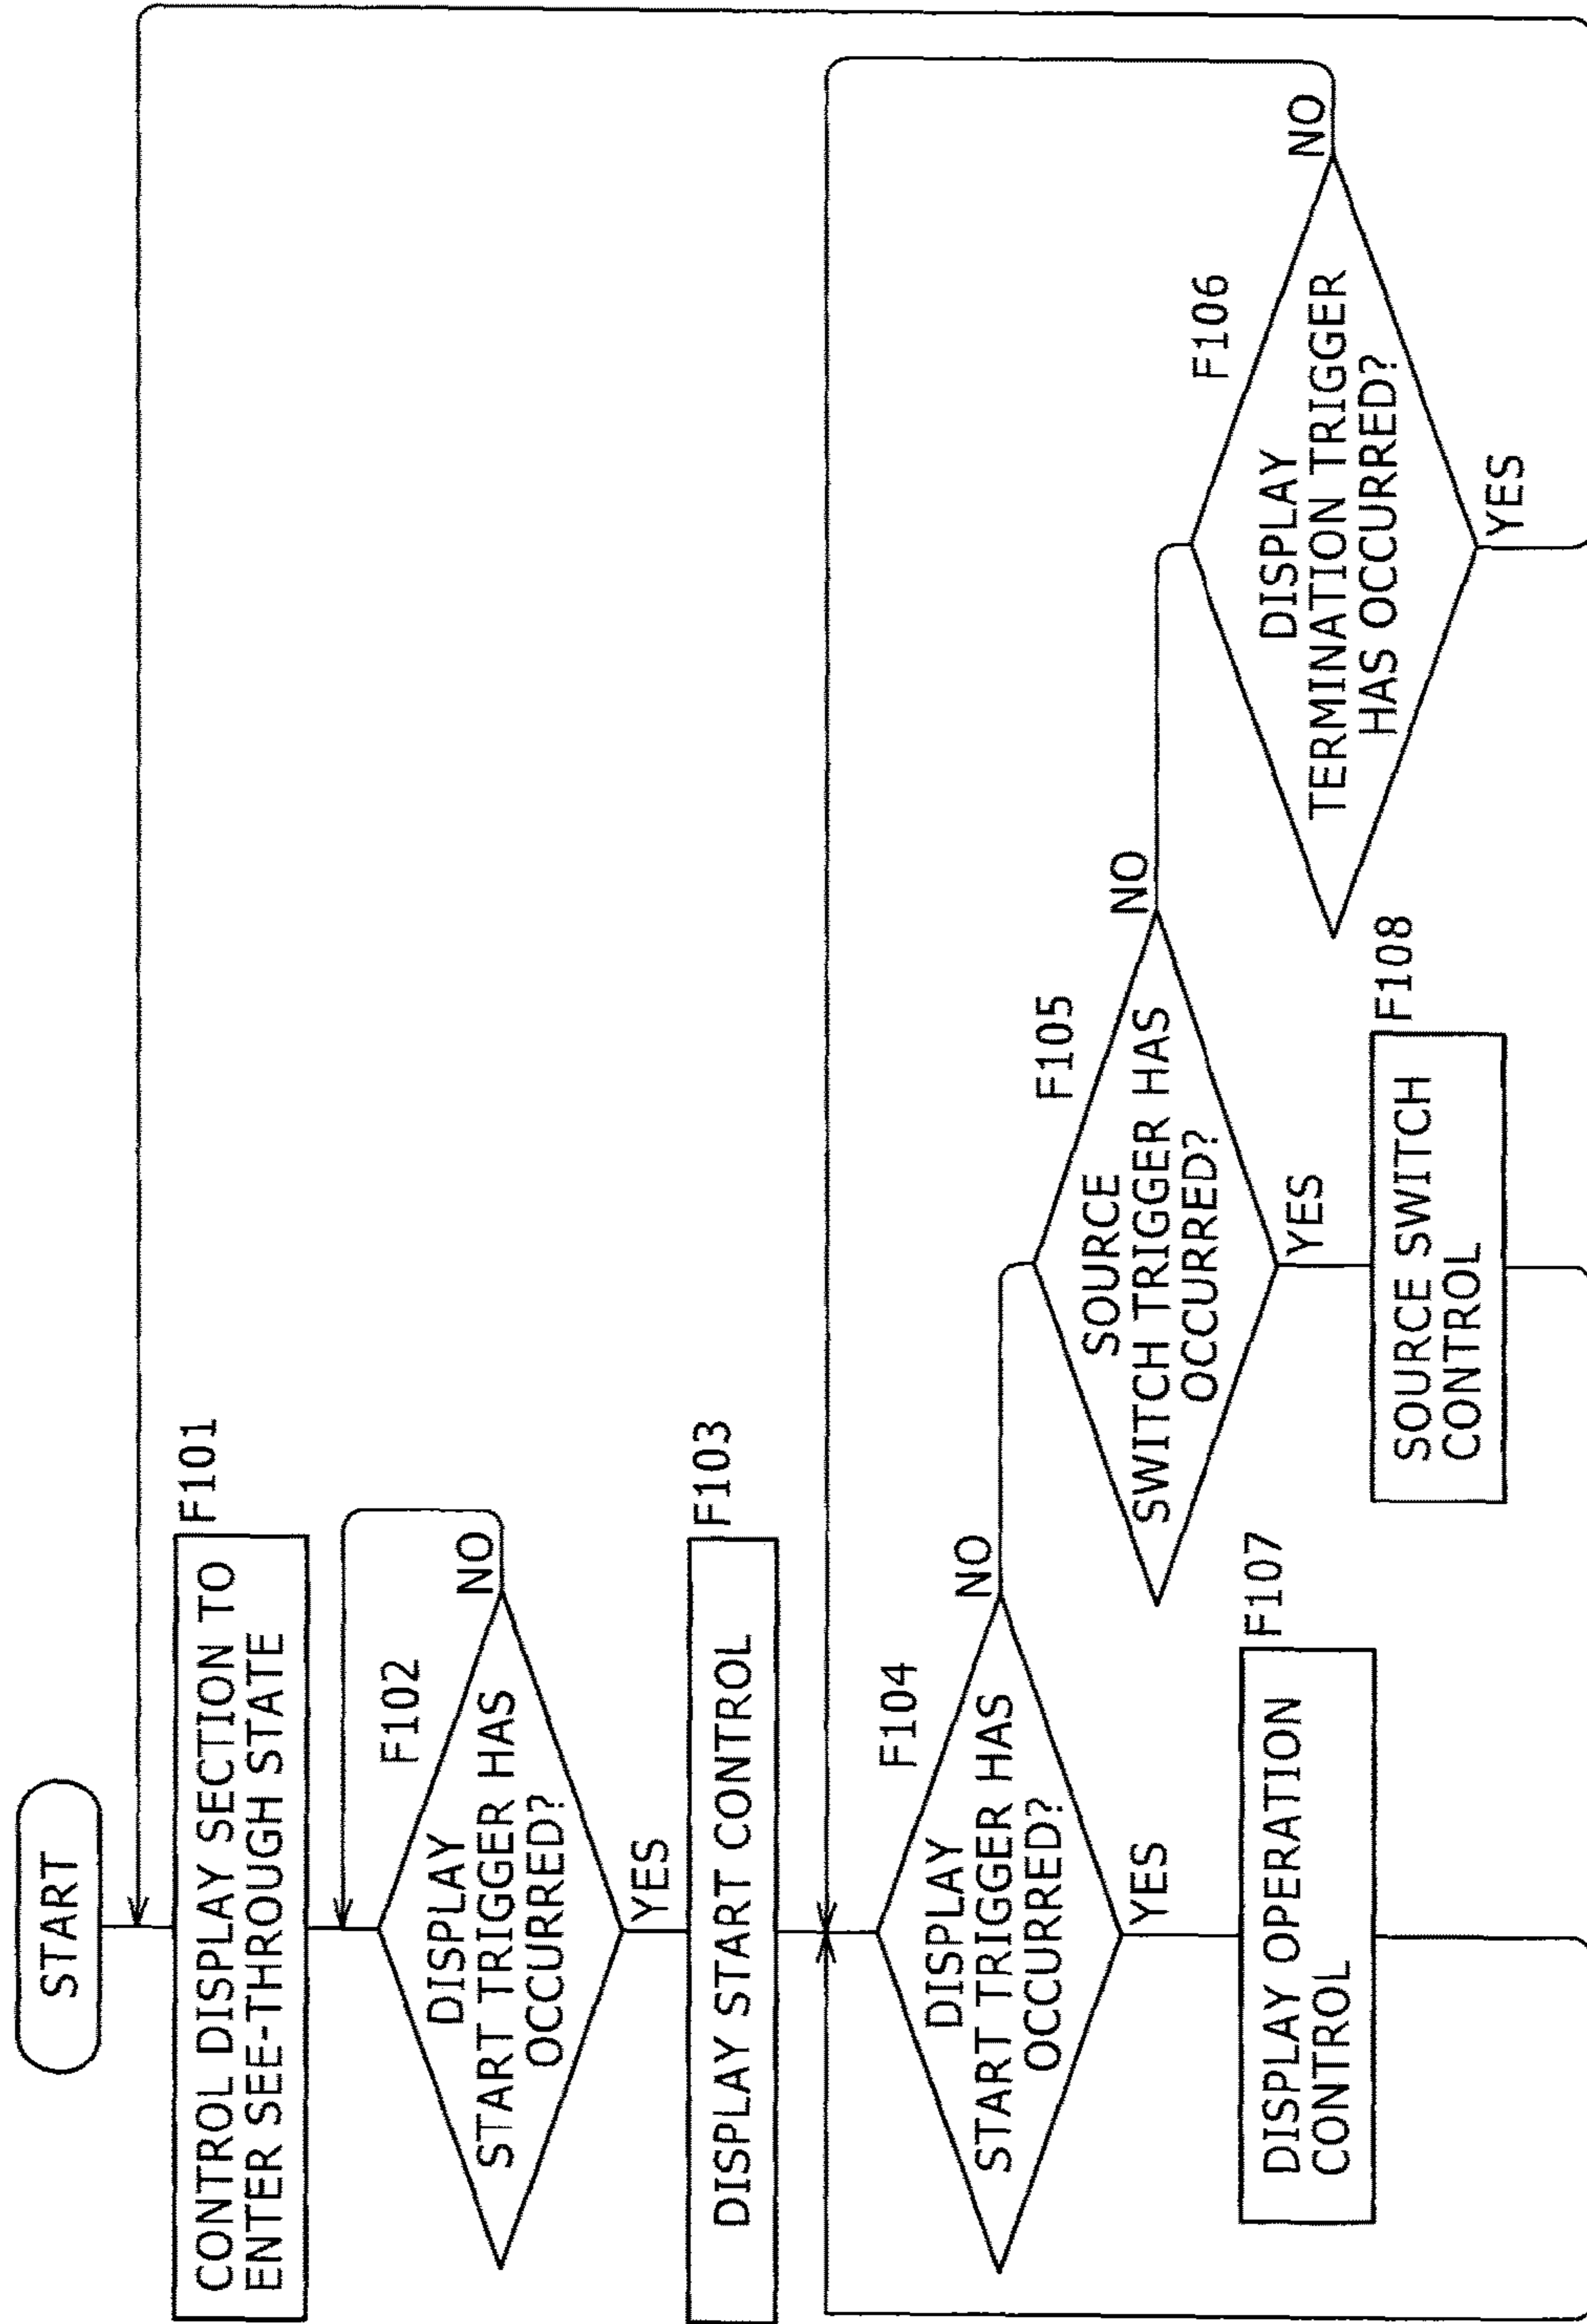 START
F101
CONTROL DISPLAY SECTION TO
ENTER SEE-THROUGH STATE
F102
DISPLAY
START TRIGGER HAS
OCCURRED?
NO
YES
F103
DISPLAY START CONTROL
F104
DISPLAY
START TRIGGER HAS
OCCURRED?
NO
YES
F105
SOURCE
SWITCH TRIGGER HAS
OCCURRED?
NO
YES
F106
DISPLAY
TERMINATION TRIGGER
HAS OCCURRED?
NO
YES
F107
DISPLAY OPERATION
CONTROL
F108
SOURCE SWITCH
CONTROL